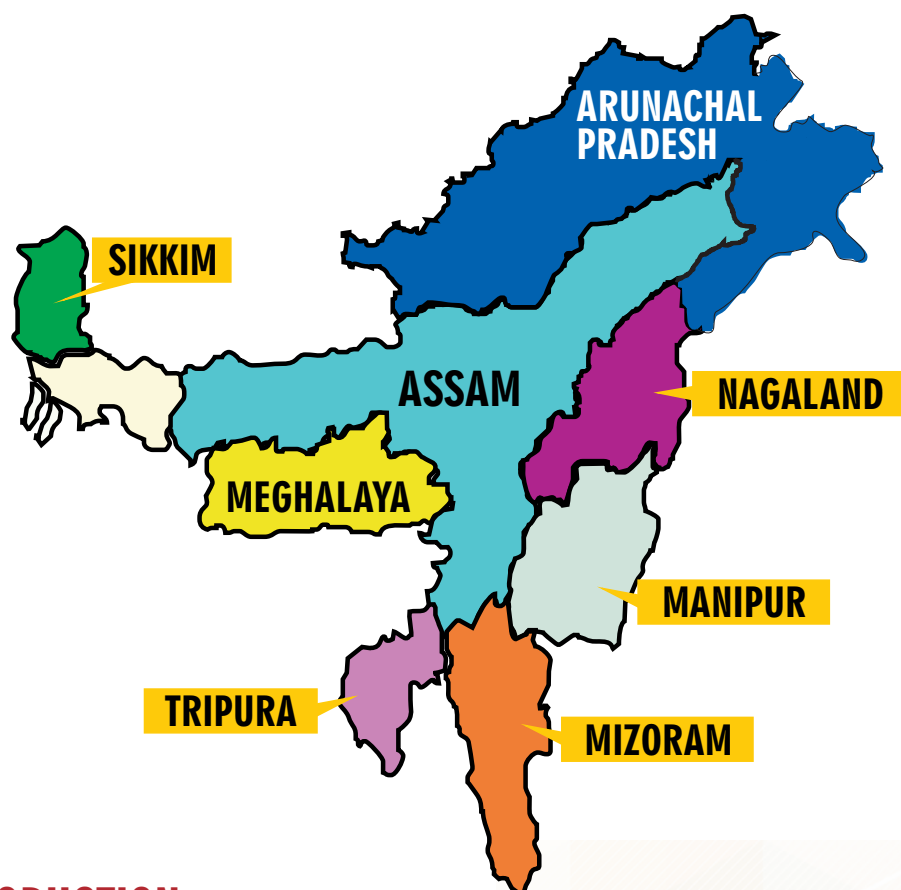 ARUNACHAL
PRADESH
SIKKIM
ASSAM
NAGALAND
MEGHALAYA
MANIPUR
TRIPURA
MIZORAM